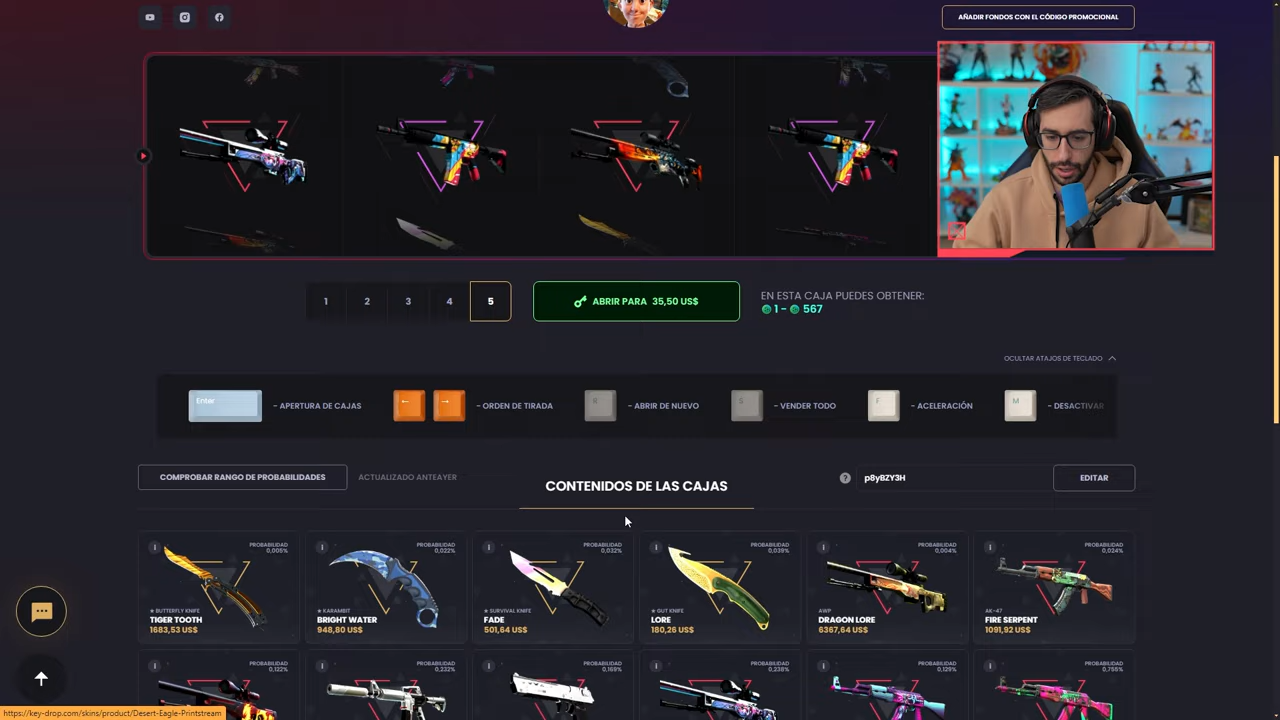 AÑADIR FONDOS CON EL CÓDIGO PROMOCIONAL
1 2 3 4 5
ABRIR PARA 35,50 US$
EN ESTA CAJA PUEDES OBTENER:
1 - 567
OCULTAR ATAJOS DE TECLADO
Enter - APERTURA DE CAJAS ← → - ORDEN DE TIRADA - ABRIR DE NUEVO - VENDER TODO F - ACELERACIÓN M - DESACTIVAR
COMPROBAR RANGO DE PROBABILIDADES
ACTUALIZADO ANTEAYER
CONTENIDOS DE LAS CAJAS
? p8yBZY3H
EDITAR
PROBABILIDAD
0,005%
★ BUTTERFLY KNIFE
TIGER TOOTH
1683,53 US$
PROBABILIDAD
0,022%
★ KARAMBIT
BRIGHT WATER
948,80 US$
PROBABILIDAD
0,032%
★ SURVIVAL KNIFE
FADE
501,64 US$
PROBABILIDAD
0,039%
★ GUT KNIFE
LORE
180,26 US$
PROBABILIDAD
0,004%
AWP
DRAGON LORE
6367,64 US$
PROBABILIDAD
0,024%
AK-47
FIRE SERPENT
1091,92 US$
PROBABILIDAD
0,122%
PROBABILIDAD
0,232%
PROBABILIDAD
0,169%
PROBABILIDAD
0,238%
PROBABILIDAD
0,129%
PROBABILIDAD
0,755%
https://key-drop.com/skins/product/Desert-Eagle-Printstream